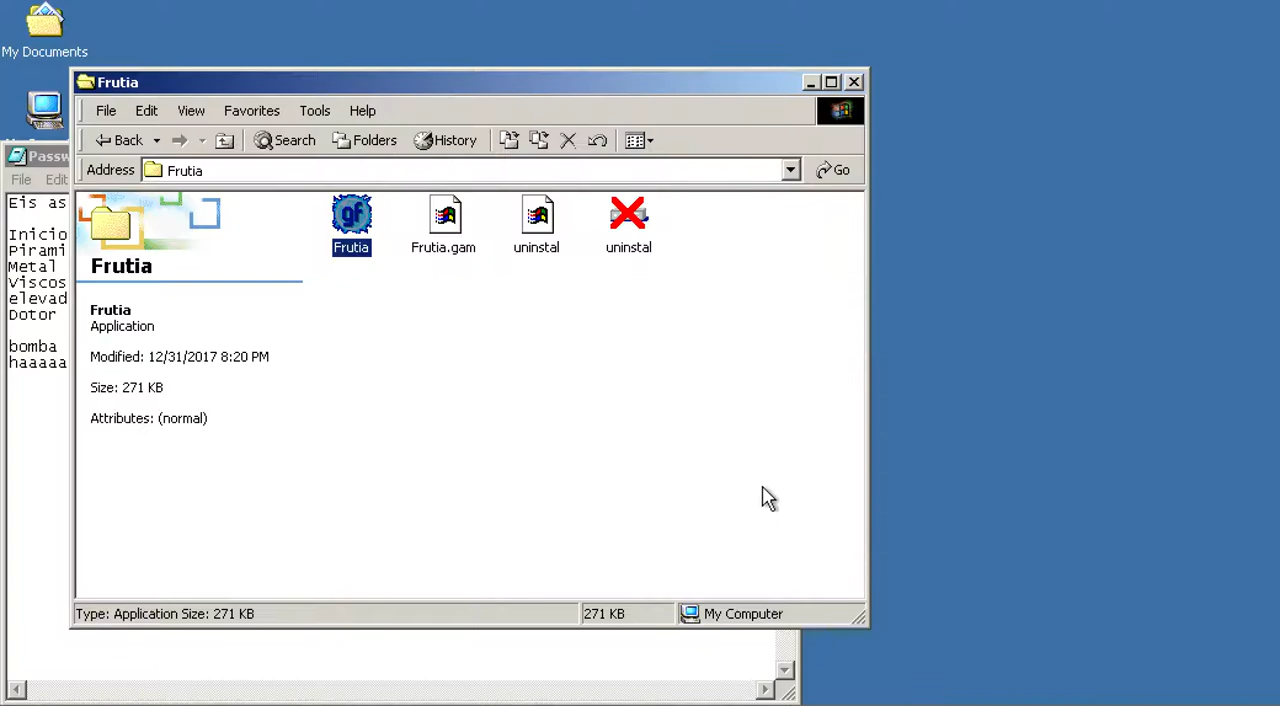 My Documents
Frutia
File Edit View Favorites Tools Help
Back Search Folders History
Address Frutia Go
File Edit
Eis as
Inicio
Pirami
Metal
Viscos
elevad
Dotor
bomba
haaaaa
gf
Frutia
Frutia.gam
uninstal
uninstal
Frutia
Frutia
Application
Modified: 12/31/2017 8:20 PM
Size: 271 KB
Attributes: (normal)
Type: Application Size: 271 KB
271 KB
My Computer